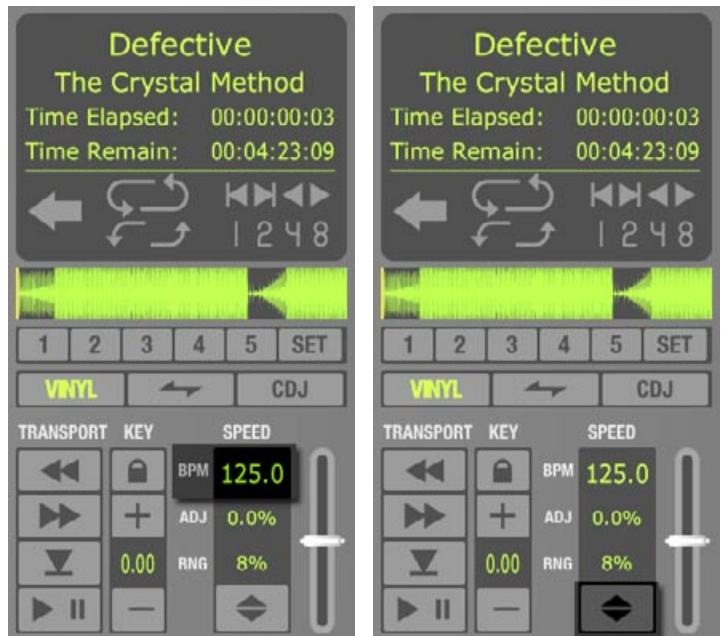 Defective
The Crystal Method
Time Elapsed: 00:00:00:03
Time Remain: 00:04:23:09
1 2 4 8
1 2 3 4 5 SET
VINYL CDJ
TRANSPORT KEY SPEED
BPM 125.0
ADJ 0.0%
0.00 RNG 8%
Defective
The Crystal Method
Time Elapsed: 00:00:00:03
Time Remain: 00:04:23:09
1 2 4 8
1 2 3 4 5 SET
VINYL CDJ
TRANSPORT KEY SPEED
BPM 125.0
ADJ 0.0%
0.00 RNG 8%